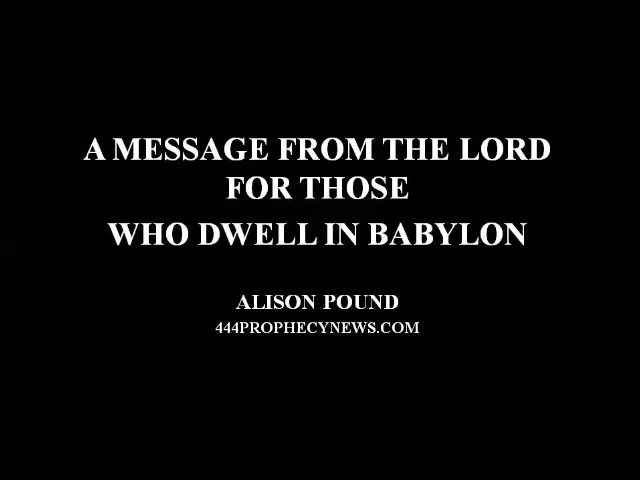 A MESSAGE FROM THE LORD
FOR THOSE
WHO DWELL IN BABYLON
ALISON POUND
444PROPHECYNEWS.COM